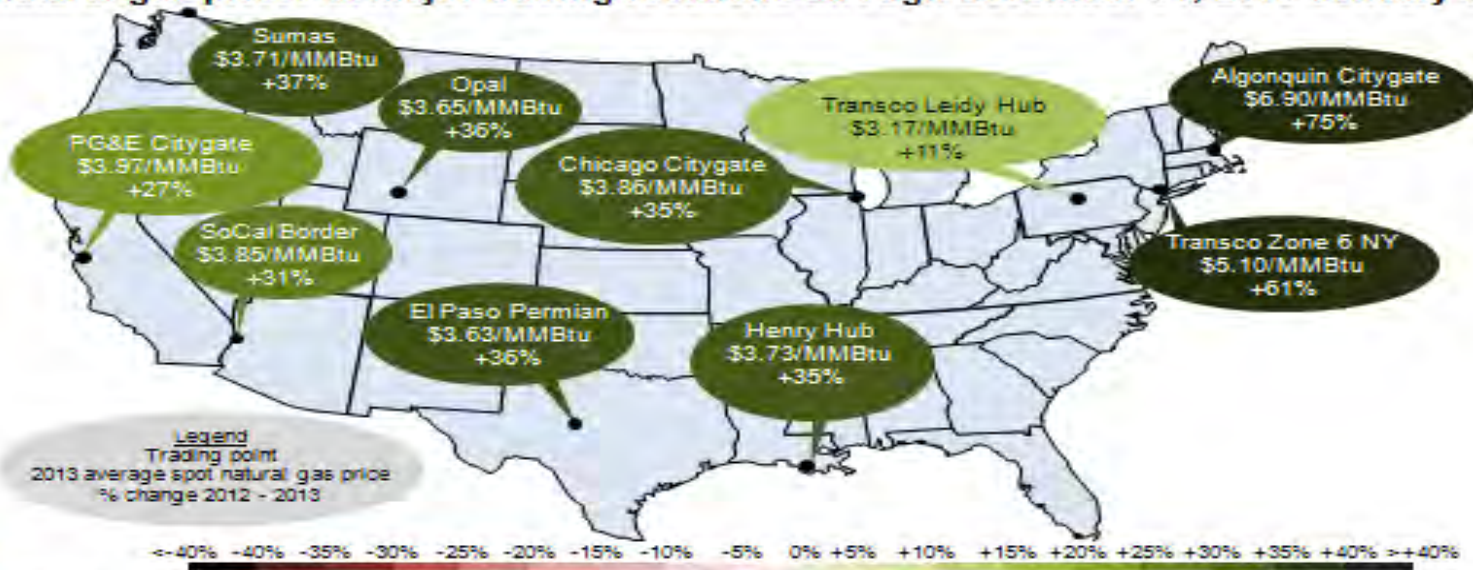 Sumas
$3.71/MMBtu
+37%
Opal
$3.65/MMBtu
+36%
Transco Leidy Hub
$3.17/MMBtu
+11%
Algonquin Citygate
$6.90/MMBtu
+75%
PG&E Citygate
$3.97/MMBtu
+27%
Chicago Citygate
$3.86/MMBtu
+35%
SoCal Border
$3.85/MMBtu
+31%
Transco Zone 6 NY
$5.10/MMBtu
+61%
El Paso Permian
$3.63/MMBtu
+36%
Henry Hub
$3.73/MMBtu
+35%
Legend
Trading point
2013 average spot natural gas price
% change 2012 - 2013
<-40% -40% -35% -30% -25% -20% -15% -10% -5% 0% +5% +10% +15% +20% +25% +30% +35% +40% >+40%